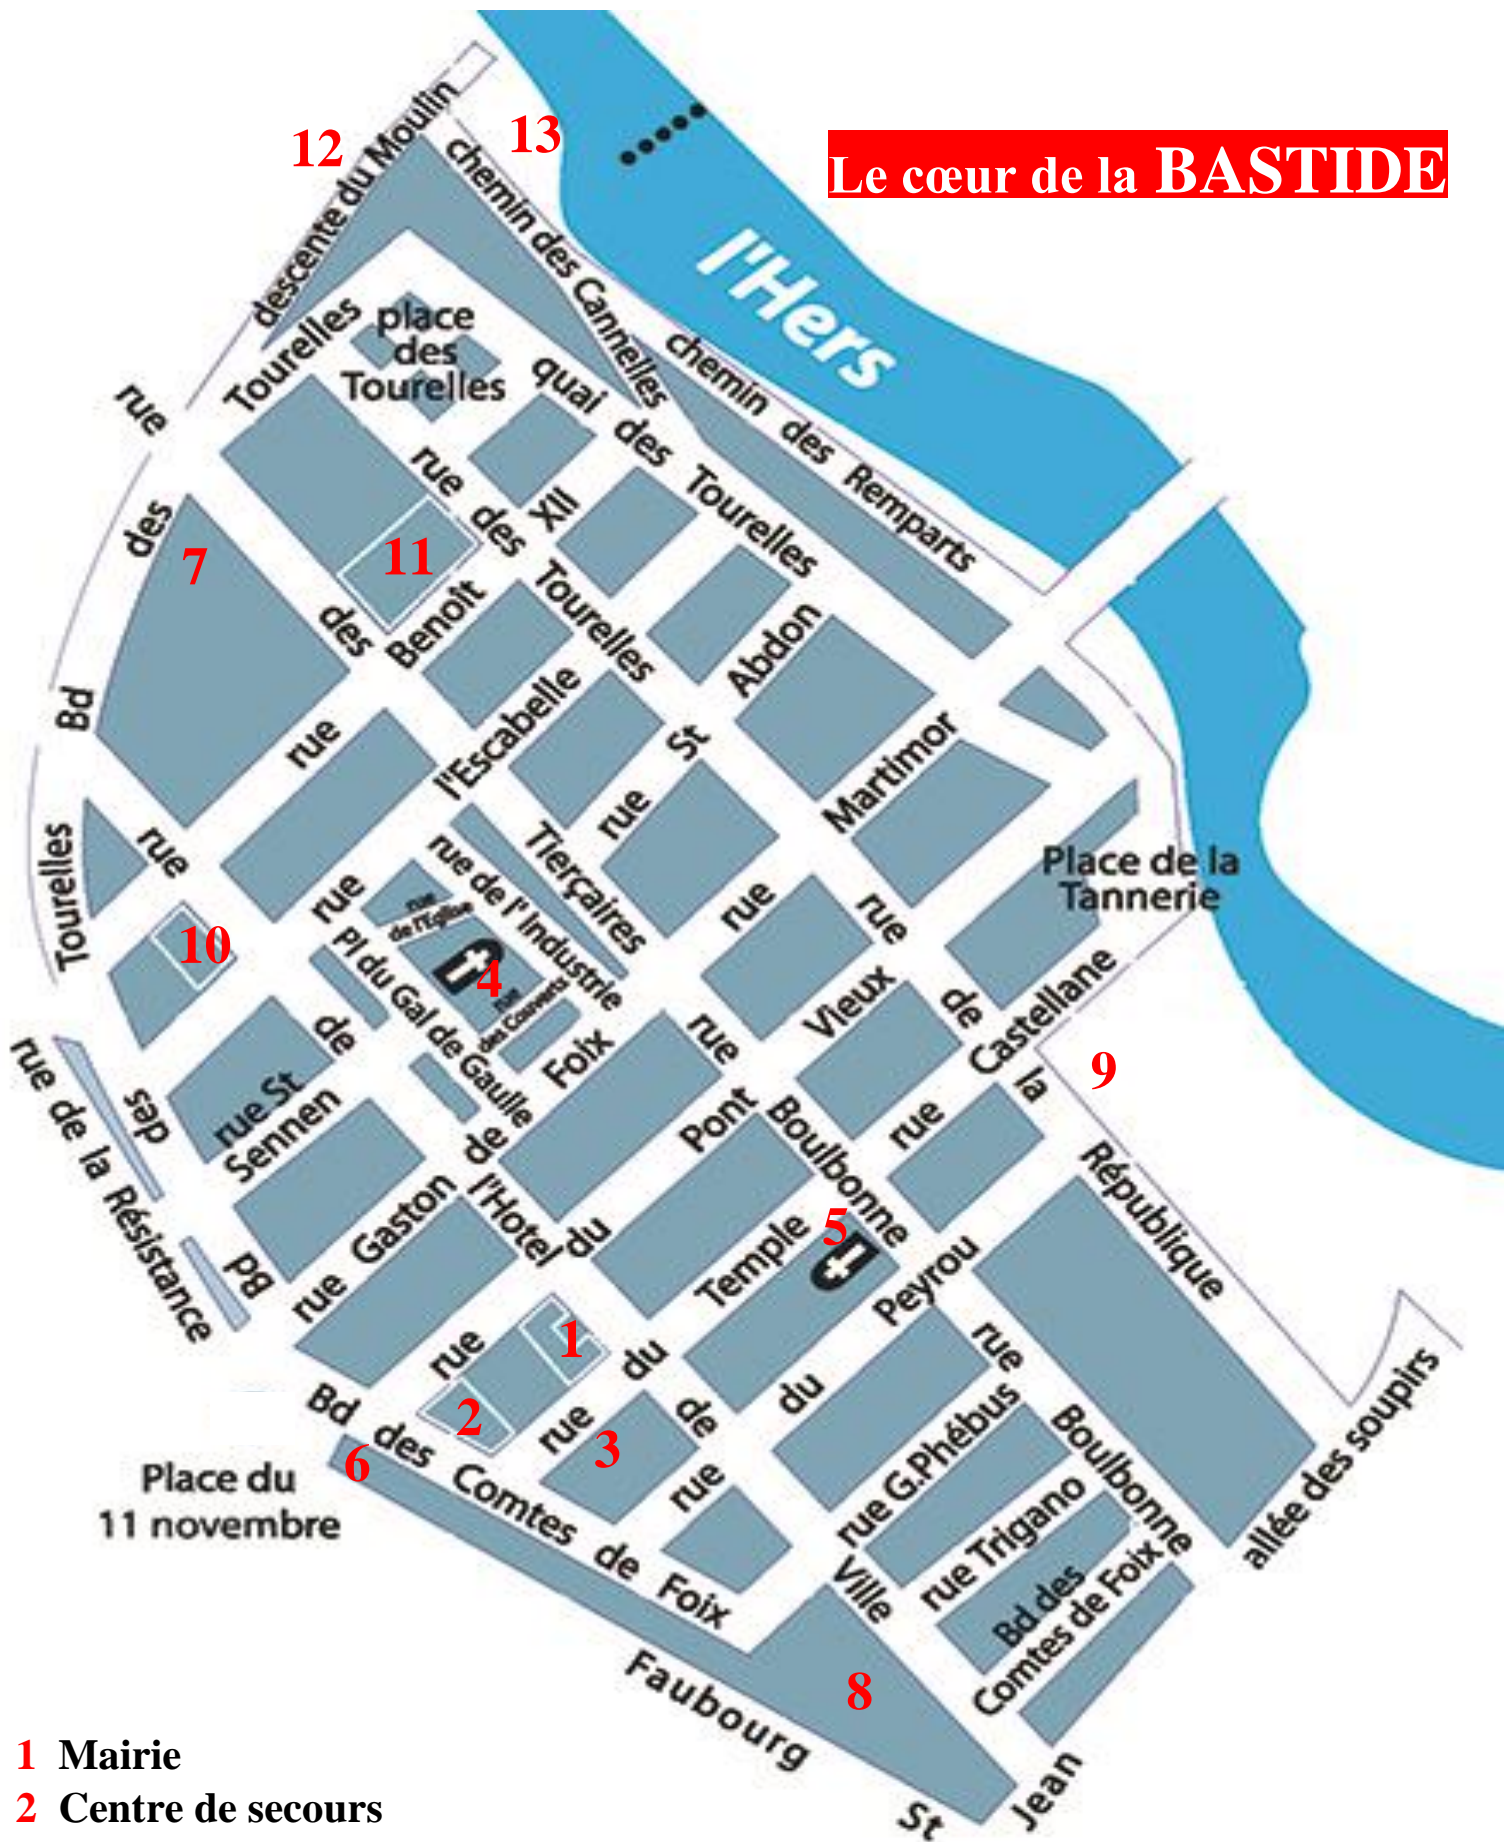 Le cœur de la BASTIDE
12
13
descente du Moulin
chemin des Cannelles
l'Hers
rue
Tourelles
place
des
Tourelles
quai des Tourelles
chemin des Remparts
rue des Tourelles
XII
Benoît
des
11
7
Bd des
Tourelles
rue
des
rue
l'Escabelle
rue St Abdon
rue Martimor
rue
Tierçaires
rue de l'Industrie
rue
de l'Eglise
4
rue
des Couverts
Pl du Gal de Gaulle
rue
de
Foix
10
rue St
Sennen
des
Bd
rue de la Résistance
rue Gaston de
l'Hotel
rue du Pont Vieux
rue
de
la
République
Place de la
Tannerie
rue Castellane
9
rue
Boulbonne
5
rue du Temple
rue du Peyrou
1
2
3
6
de
Ville
rue G.Phébus
rue Trigano
rue
Boulbonne
Bd des
Comtes de Foix
allée des soupirs
Bd des Comtes de Foix
Place du
11 novembre
8
Faubourg St Jean
1 Mairie
2 Centre de secours